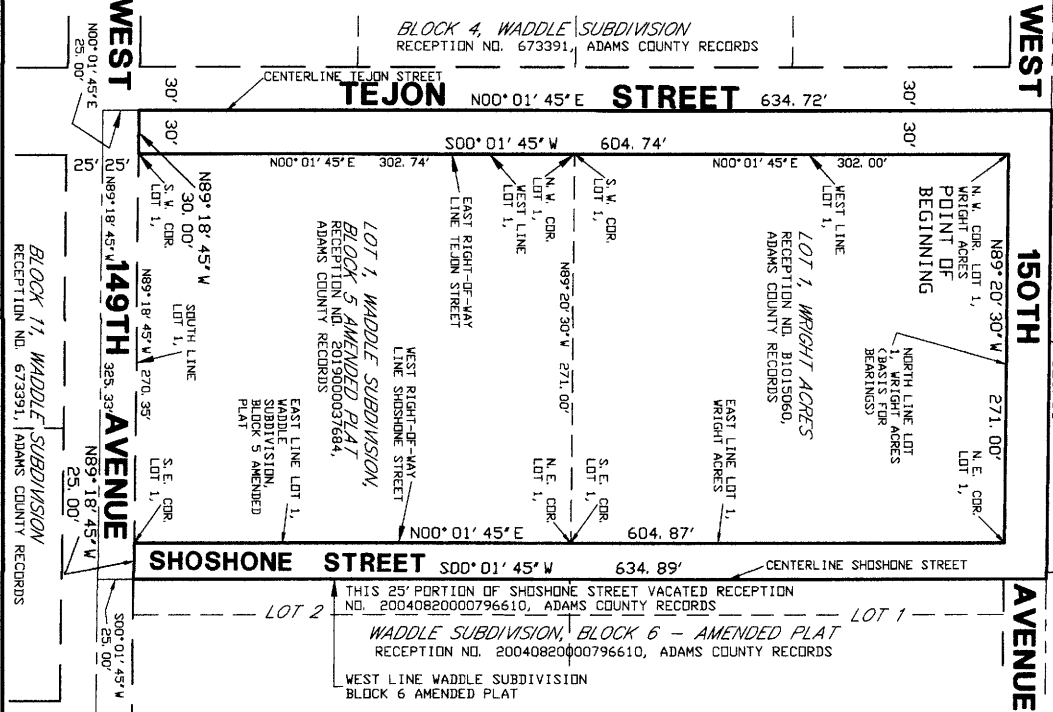 BLOCK 4, WADDLE SUBDIVISION
RECEPTION NO. 673391, ADAMS COUNTY RECORDS
WEST
N00°01'45"E
25.00'
30'
CENTERLINE TEJON STREET
TEJON N00°01'45"E STREET 634.72'
30'
WEST
30'
S00°01'45"W 604.74'
30'
25'
25'
N00°01'45"E 302.74'
N00°01'45"E 302.00'
N89°18'45"W
30.00'
S.W. COR.
LOT 1,
EAST RIGHT-OF-WAY
LINE TEJON STREET
WEST LINE
LOT 1,
N.W. COR.
LOT 1,
S.W. COR.
LOT 1,
WEST LINE
LOT 1,
N.W. COR. LOT 1,
WRIGHT ACRES
POINT OF
BEGINNING
N89°20'30"W 271.00'
150TH
N89°18'45"W 325.33'
149TH AVENUE
N89°18'45"W 270.35'
SOUTH LINE
LOT 1,
LOT 1, WADDLE SUBDIVISION,
BLOCK 5 AMENDED PLAT
RECEPTION NO. 2019000037684,
ADAMS COUNTY RECORDS
N89°20'30"W 271.00'
LOT 1, WRIGHT ACRES
RECEPTION NO. B1015060,
ADAMS COUNTY RECORDS
NORTH LINE LOT
1, WRIGHT ACRES
(BASIS FOR
BEARINGS)
BLOCK 11, WADDLE SUBDIVISION
RECEPTION NO. 673391, ADAMS COUNTY RECORDS
N89°18'45"W
25.00'
S.E. COR.
LOT 1,
EAST LINE LOT 1,
WADDLE
SUBDIVISION,
BLOCK 5 AMENDED
PLAT
WEST RIGHT-OF-WAY
LINE SHOSHONE STREET
N.E. COR.
LOT 1,
S.E. COR.
LOT 1,
EAST LINE LOT 1,
WRIGHT ACRES
N.E. COR.
LOT 1,
N00°01'45"E 604.87'
SHOSHONE STREET S00°01'45"W 634.89'
CENTERLINE SHOSHONE STREET
S00°01'45"W
25.00'
THIS 25' PORTION OF SHOSHONE STREET VACATED RECEPTION
NO. 20040820000796610, ADAMS COUNTY RECORDS
LOT 2
LOT 1
AVENUE
WADDLE SUBDIVISION, BLOCK 6 - AMENDED PLAT
RECEPTION NO. 20040820000796610, ADAMS COUNTY RECORDS
WEST LINE WADDLE SUBDIVISION
BLOCK 6 AMENDED PLAT